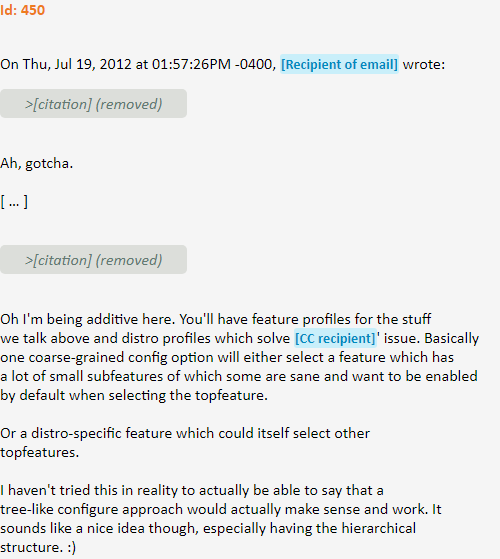 Id: 450
On Thu, Jul 19, 2012 at 01:57:26PM -0400, [Recipient of email] wrote:
>[citation] (removed)
Ah, gotcha.
[ ... ]
>[citation] (removed)
Oh I'm being additive here. You'll have feature profiles for the stuff
we talk above and distro profiles which solve [CC recipient]' issue. Basically
one coarse-grained config option will either select a feature which has
a lot of small subfeatures of which some are sane and want to be enabled
by default when selecting the topfeature.
Or a distro-specific feature which could itself select other
topfeatures.
I haven't tried this in reality to actually be able to say that a
tree-like configure approach would actually make sense and work. It
sounds like a nice idea though, especially having the hierarchical
structure. :)